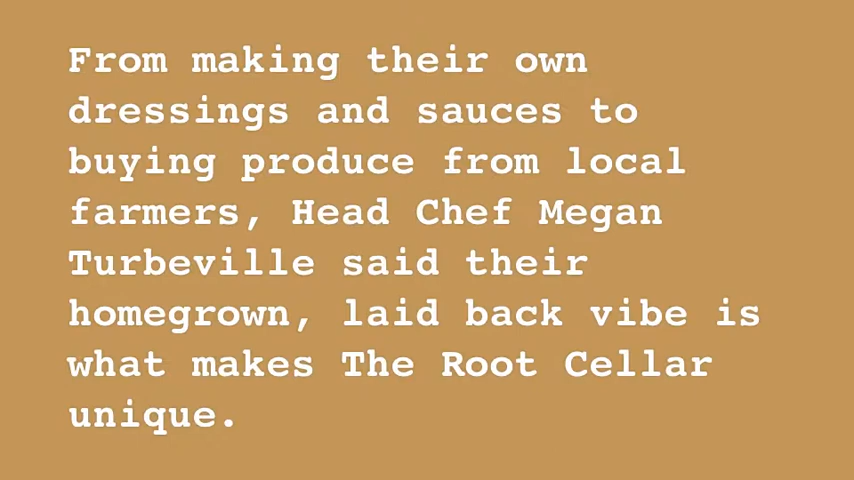 From making their own
dressings and sauces to
buying produce from local
farmers, Head Chef Megan
Turbeville said their
homegrown, laid back vibe is
what makes The Root Cellar
unique.